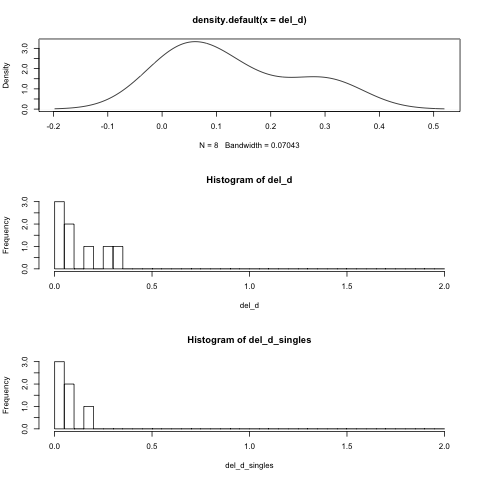 density.default(x = del_d)
Density
0.0 1.0 2.0 3.0
-0.2 -0.1 0.0 0.1 0.2 0.3 0.4 0.5
N = 8 Bandwidth = 0.07043
Histogram of del_d
Frequency
0.0 1.0 2.0 3.0
0.0 0.5 1.0 1.5 2.0
del_d
Histogram of del_d_singles
Frequency
0.0 1.0 2.0 3.0
0.0 0.5 1.0 1.5 2.0
del_d_singles